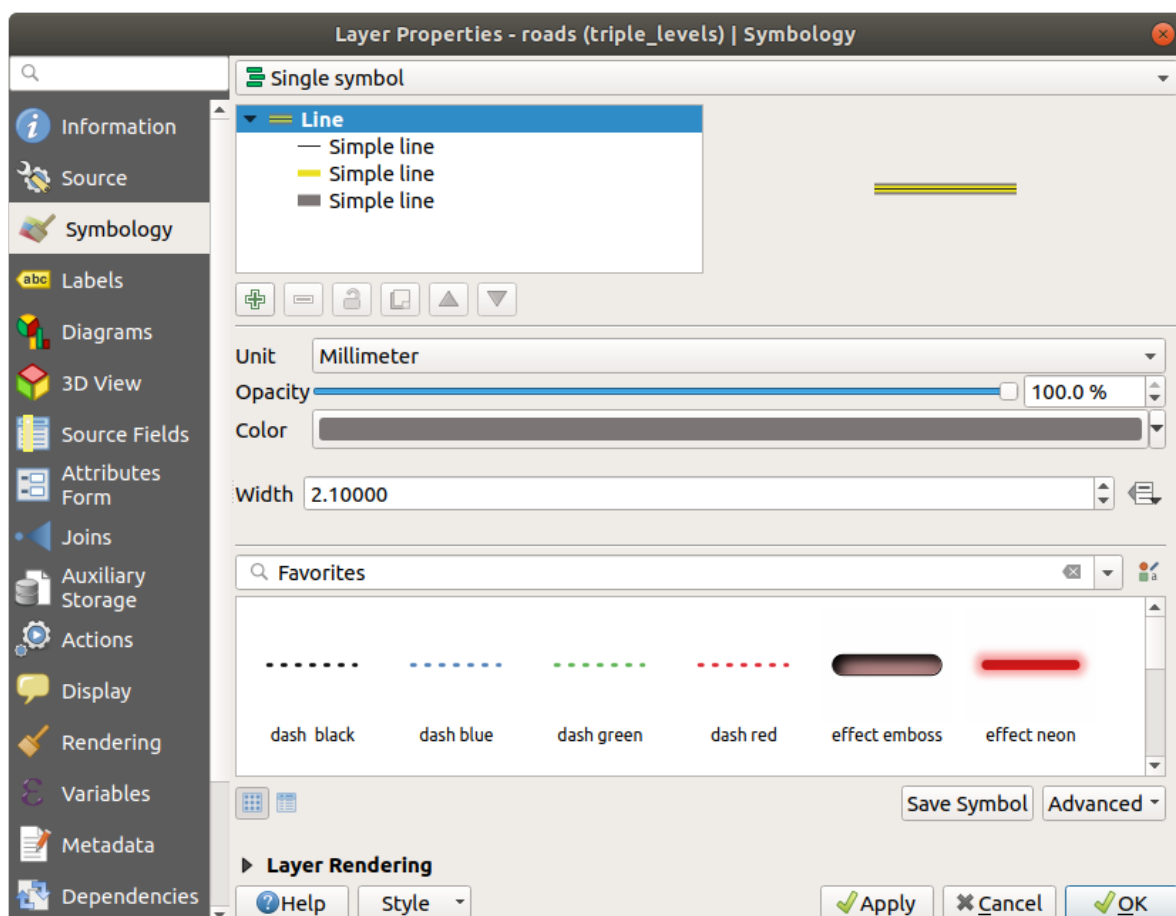 Layer Properties - roads (triple_levels) | Symbology
Information
Source
Symbology
abc Labels
Diagrams
3D View
Source Fields
Attributes
Form
Joins
Auxiliary
Storage
Actions
Display
Rendering
Variables
Metadata
Dependencies
Single symbol
Line
Simple line
Simple line
Simple line
Unit Millimeter
Opacity 100.0 %
Color
Width 2.10000
Favorites
dash black dash blue dash green dash red effect emboss effect neon
Save Symbol Advanced
Layer Rendering
Help Style Apply Cancel OK